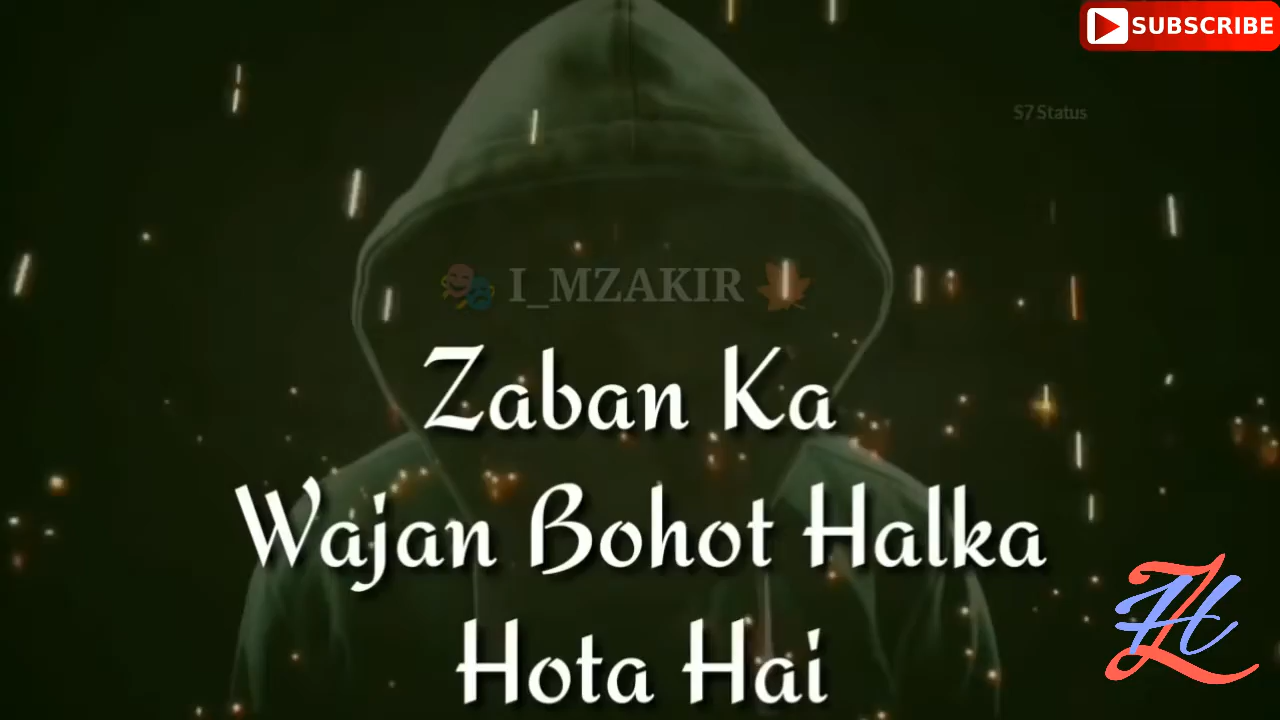 SUBSCRIBE
S7 Status
I_MZAKIR
Zaban Ka
Wajan Bohot Halka
Hota Hai